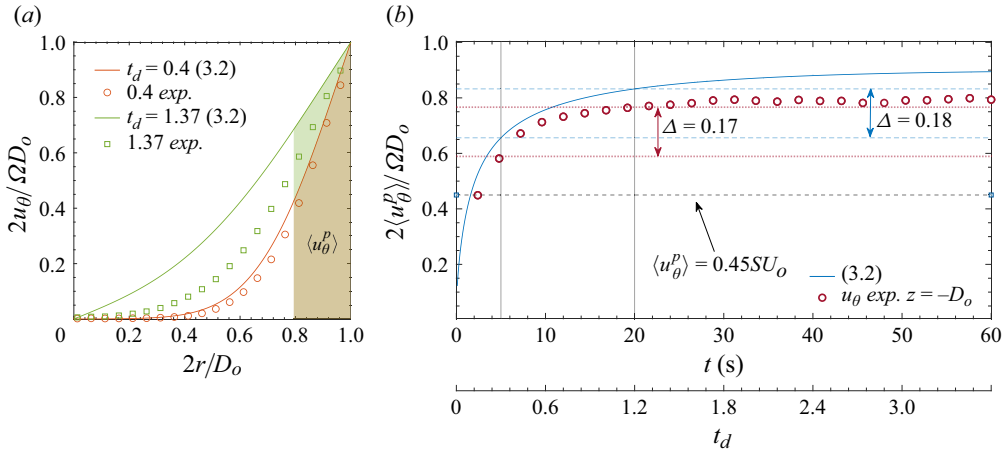 (a)
1.0
0.8
0.6
0.4
0.2
0
0.2
0.4
0.6
0.8
1.0
2u_θ/ΩD_o
2r/D_o
t_d = 0.4 (3.2)
0.4 exp.
t_d = 1.37 (3.2)
1.37 exp.
⟨u_θ^p⟩
(b)
1.0
0.8
0.6
0.4
0.2
0
10
20
30
40
50
60
2⟨u_θ^p⟩/ΩD_o
t (s)
Δ = 0.17
Δ = 0.18
⟨u_θ^p⟩ = 0.45SU_o
(3.2)
u_θ exp. z = –D_o
0
0.6
1.2
1.8
2.4
3.0
t_d